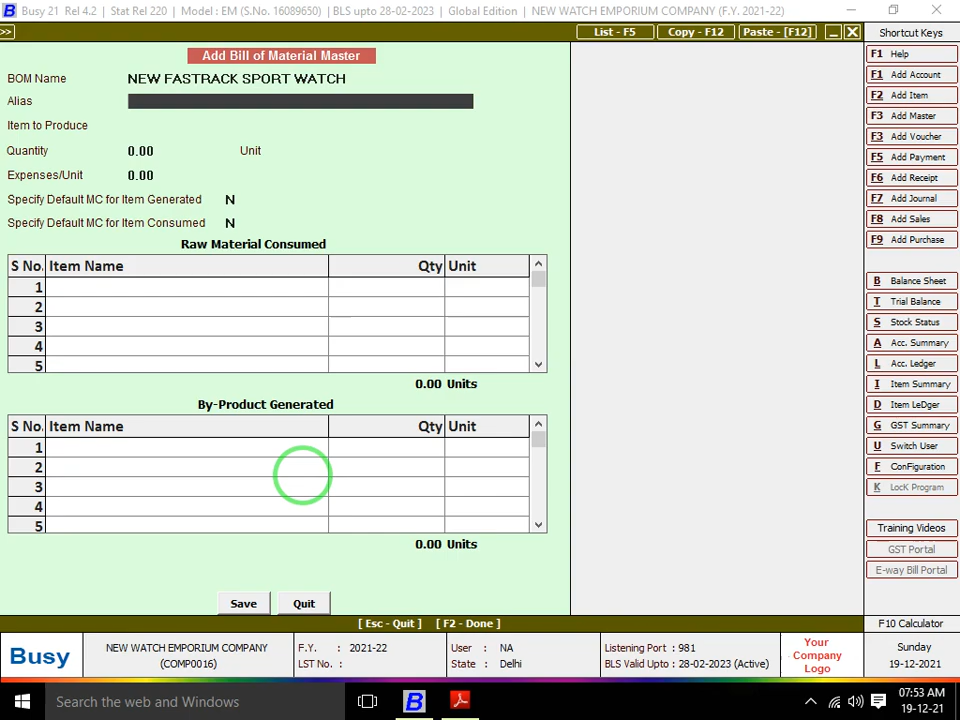 Busy 21 Rel 4.2 | Stat Rel 220 | Model : EM (S.No. 16089650) | BLS upto 28-02-2023 | Global Edition | NEW WATCH EMPORIUM COMPANY (F.Y. 2021-22)
>> List - F5 Copy - F12 Paste - [F12]
Add Bill of Material Master
BOM Name NEW FASTRACK SPORT WATCH
Alias
Item to Produce
Quantity 0.00 Unit
Expenses/Unit 0.00
Specify Default MC for Item Generated N
Specify Default MC for Item Consumed N
Raw Material Consumed
S No. Item Name Qty Unit
1
2
3
4
5
0.00 Units
By-Product Generated
S No. Item Name Qty Unit
1
2
3
4
5
0.00 Units
Save Quit
[ Esc - Quit ] [ F2 - Done ]
Shortcut Keys
F1 Help
F1 Add Account
F2 Add Item
F3 Add Master
F3 Add Voucher
F5 Add Payment
F6 Add Receipt
F7 Add Journal
F8 Add Sales
F9 Add Purchase
B Balance Sheet
T Trial Balance
S Stock Status
A Acc. Summary
L Acc. Ledger
I Item Summary
D Item LeDger
G GST Summary
U Switch User
F ConFiguration
K LocK Program
Training Videos
GST Portal
E-way Bill Portal
F10 Calculator
Busy
NEW WATCH EMPORIUM COMPANY
(COMP0016)
F.Y. : 2021-22
LST No. :
User : NA
State : Delhi
Listening Port : 981
BLS Valid Upto : 28-02-2023 (Active)
Your
Company
Logo
Sunday
19-12-2021
Search the web and Windows
B
07:53 AM
19-12-21